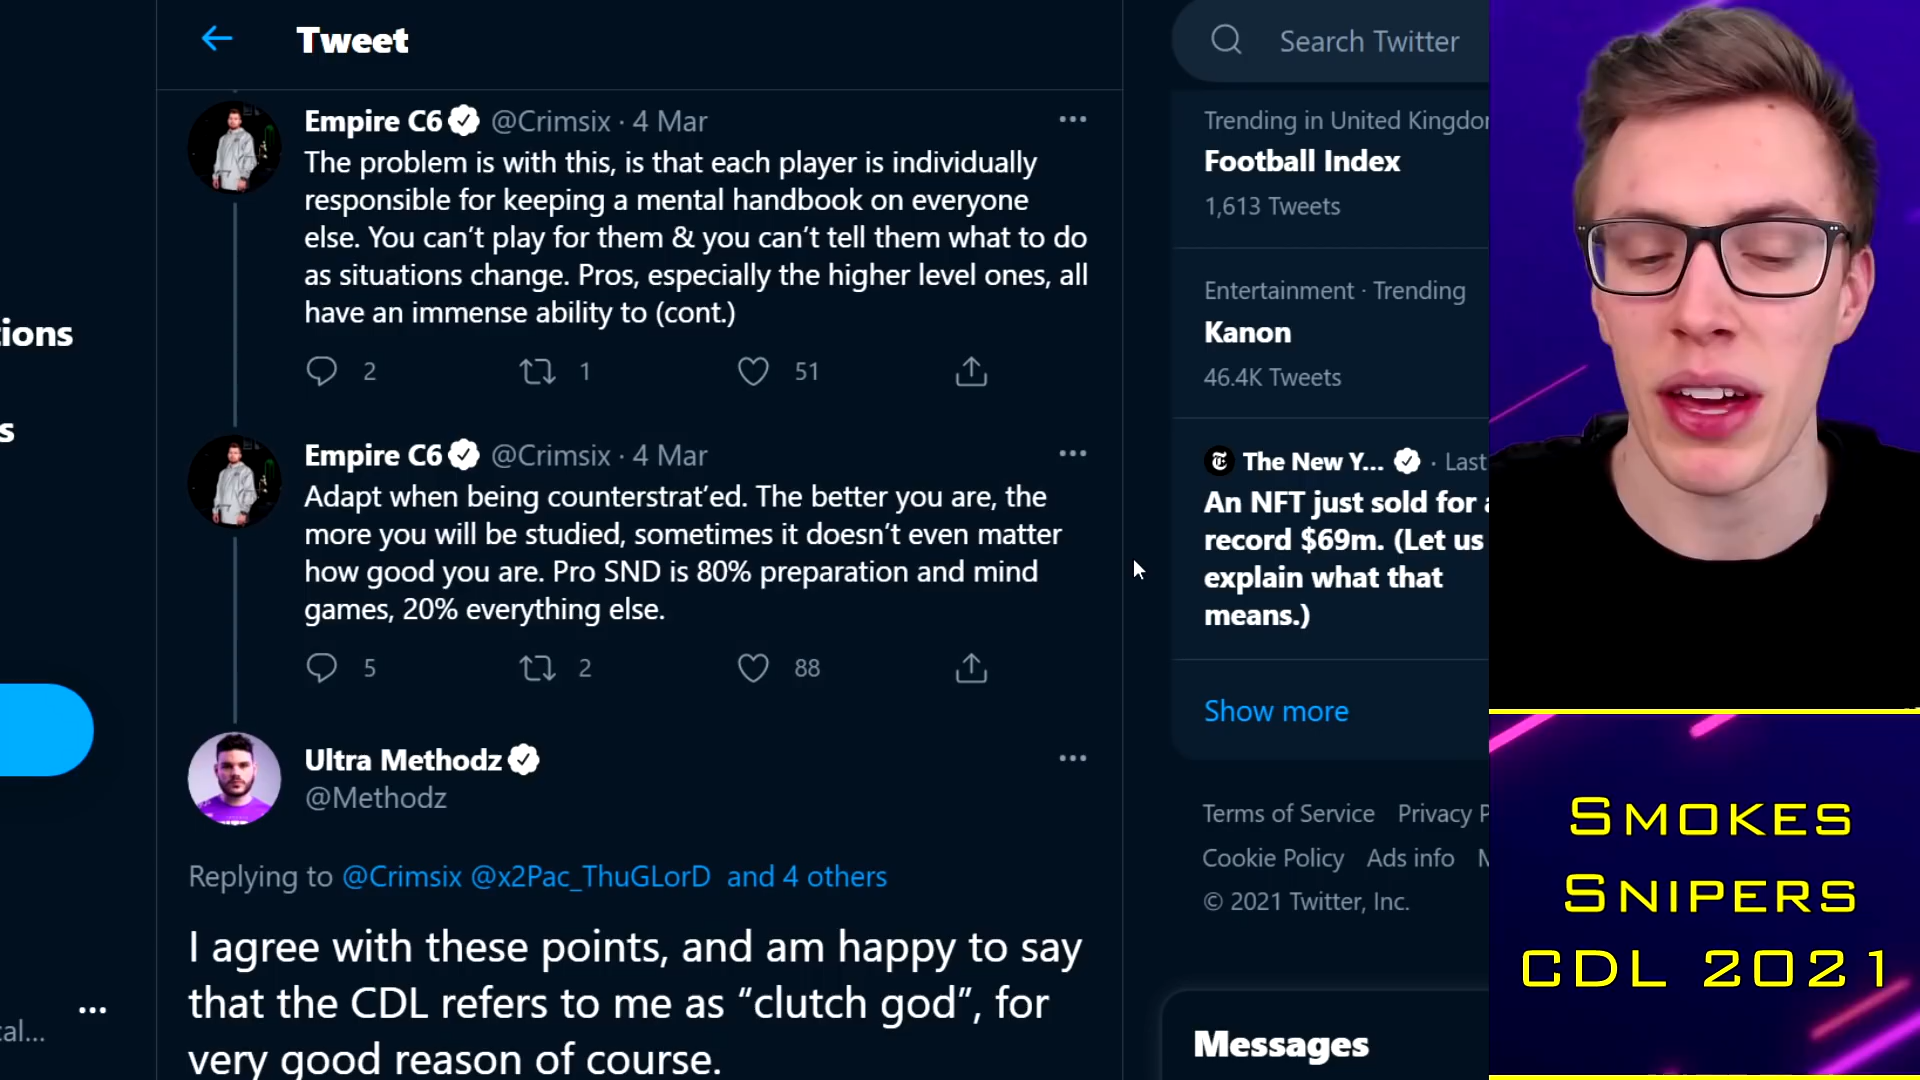 Tweet
Search Twitter
Empire C6 @Crimsix · 4 Mar
The problem is with this, is that each player is individually
responsible for keeping a mental handbook on everyone
else. You can’t play for them & you can’t tell them what to do
as situations change. Pros, especially the higher level ones, all
have an immense ability to (cont.)
2 1 51
Empire C6 @Crimsix · 4 Mar
Adapt when being counterstrat’ed. The better you are, the
more you will be studied, sometimes it doesn’t even matter
how good you are. Pro SND is 80% preparation and mind
games, 20% everything else.
5 2 88
Ultra Methodz
@Methodz
Replying to @Crimsix @x2Pac_ThuGLorD and 4 others
I agree with these points, and am happy to say
that the CDL refers to me as “clutch god”, for
very good reason of course.
Trending in United Kingdo
Football Index
1,613 Tweets
Entertainment · Trending
Kanon
46.4K Tweets
The New Y... · Last
An NFT just sold for a
record $69m. (Let us
explain what that
means.)
Show more
Terms of Service Privacy P
Cookie Policy Ads info
© 2021 Twitter, Inc.
Messages
SMOKES
SNIPERS
CDL 2021